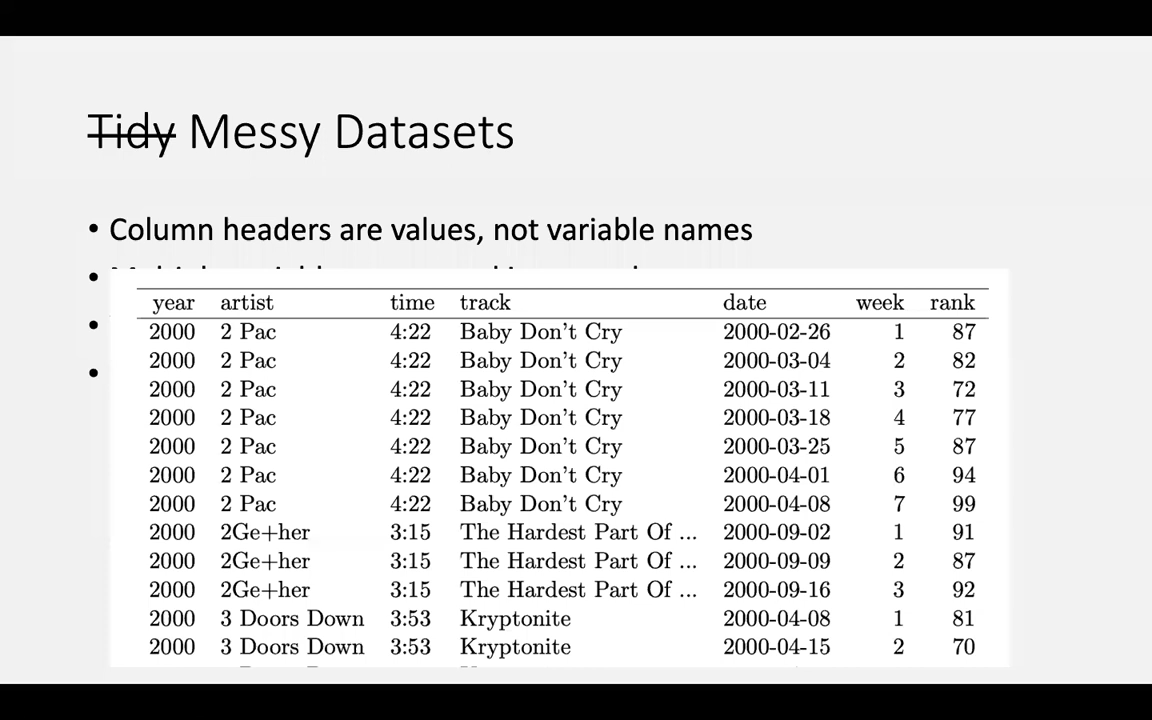 Tidy Messy Datasets
• Column headers are values, not variable names
year artist time track date week rank
2000 2 Pac 4:22 Baby Don't Cry 2000-02-26 1 87
2000 2 Pac 4:22 Baby Don't Cry 2000-03-04 2 82
2000 2 Pac 4:22 Baby Don't Cry 2000-03-11 3 72
2000 2 Pac 4:22 Baby Don't Cry 2000-03-18 4 77
2000 2 Pac 4:22 Baby Don't Cry 2000-03-25 5 87
2000 2 Pac 4:22 Baby Don't Cry 2000-04-01 6 94
2000 2 Pac 4:22 Baby Don't Cry 2000-04-08 7 99
2000 2Ge+her 3:15 The Hardest Part Of ... 2000-09-02 1 91
2000 2Ge+her 3:15 The Hardest Part Of ... 2000-09-09 2 87
2000 2Ge+her 3:15 The Hardest Part Of ... 2000-09-16 3 92
2000 3 Doors Down 3:53 Kryptonite 2000-04-08 1 81
2000 3 Doors Down 3:53 Kryptonite 2000-04-15 2 70